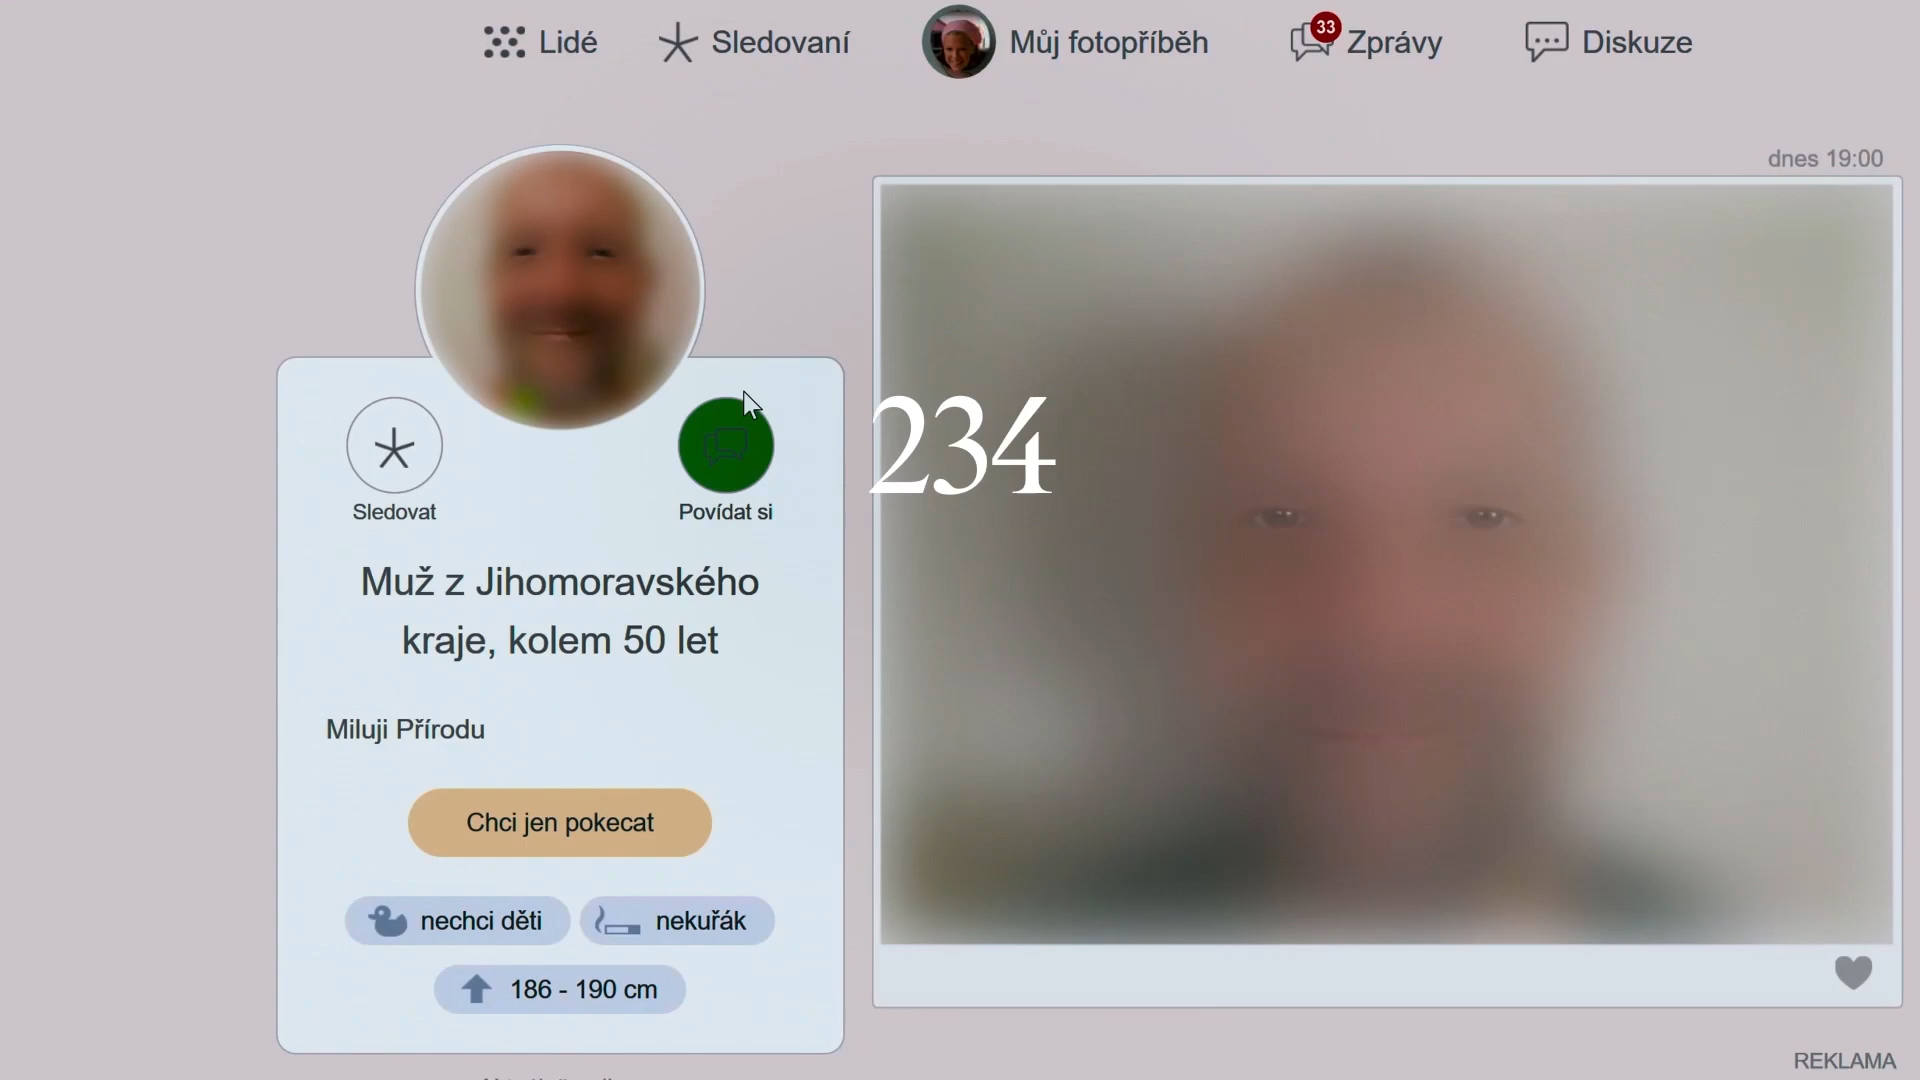 Lidé
Sledovaní
Můj fotopříběh
33
Zprávy
Diskuze
dnes 19:00
234
Sledovat
Povídat si
Muž z Jihomoravského
kraje, kolem 50 let
Miluji Přírodu
Chci jen pokecat
nechci děti
nekuřák
186 - 190 cm
REKLAMA